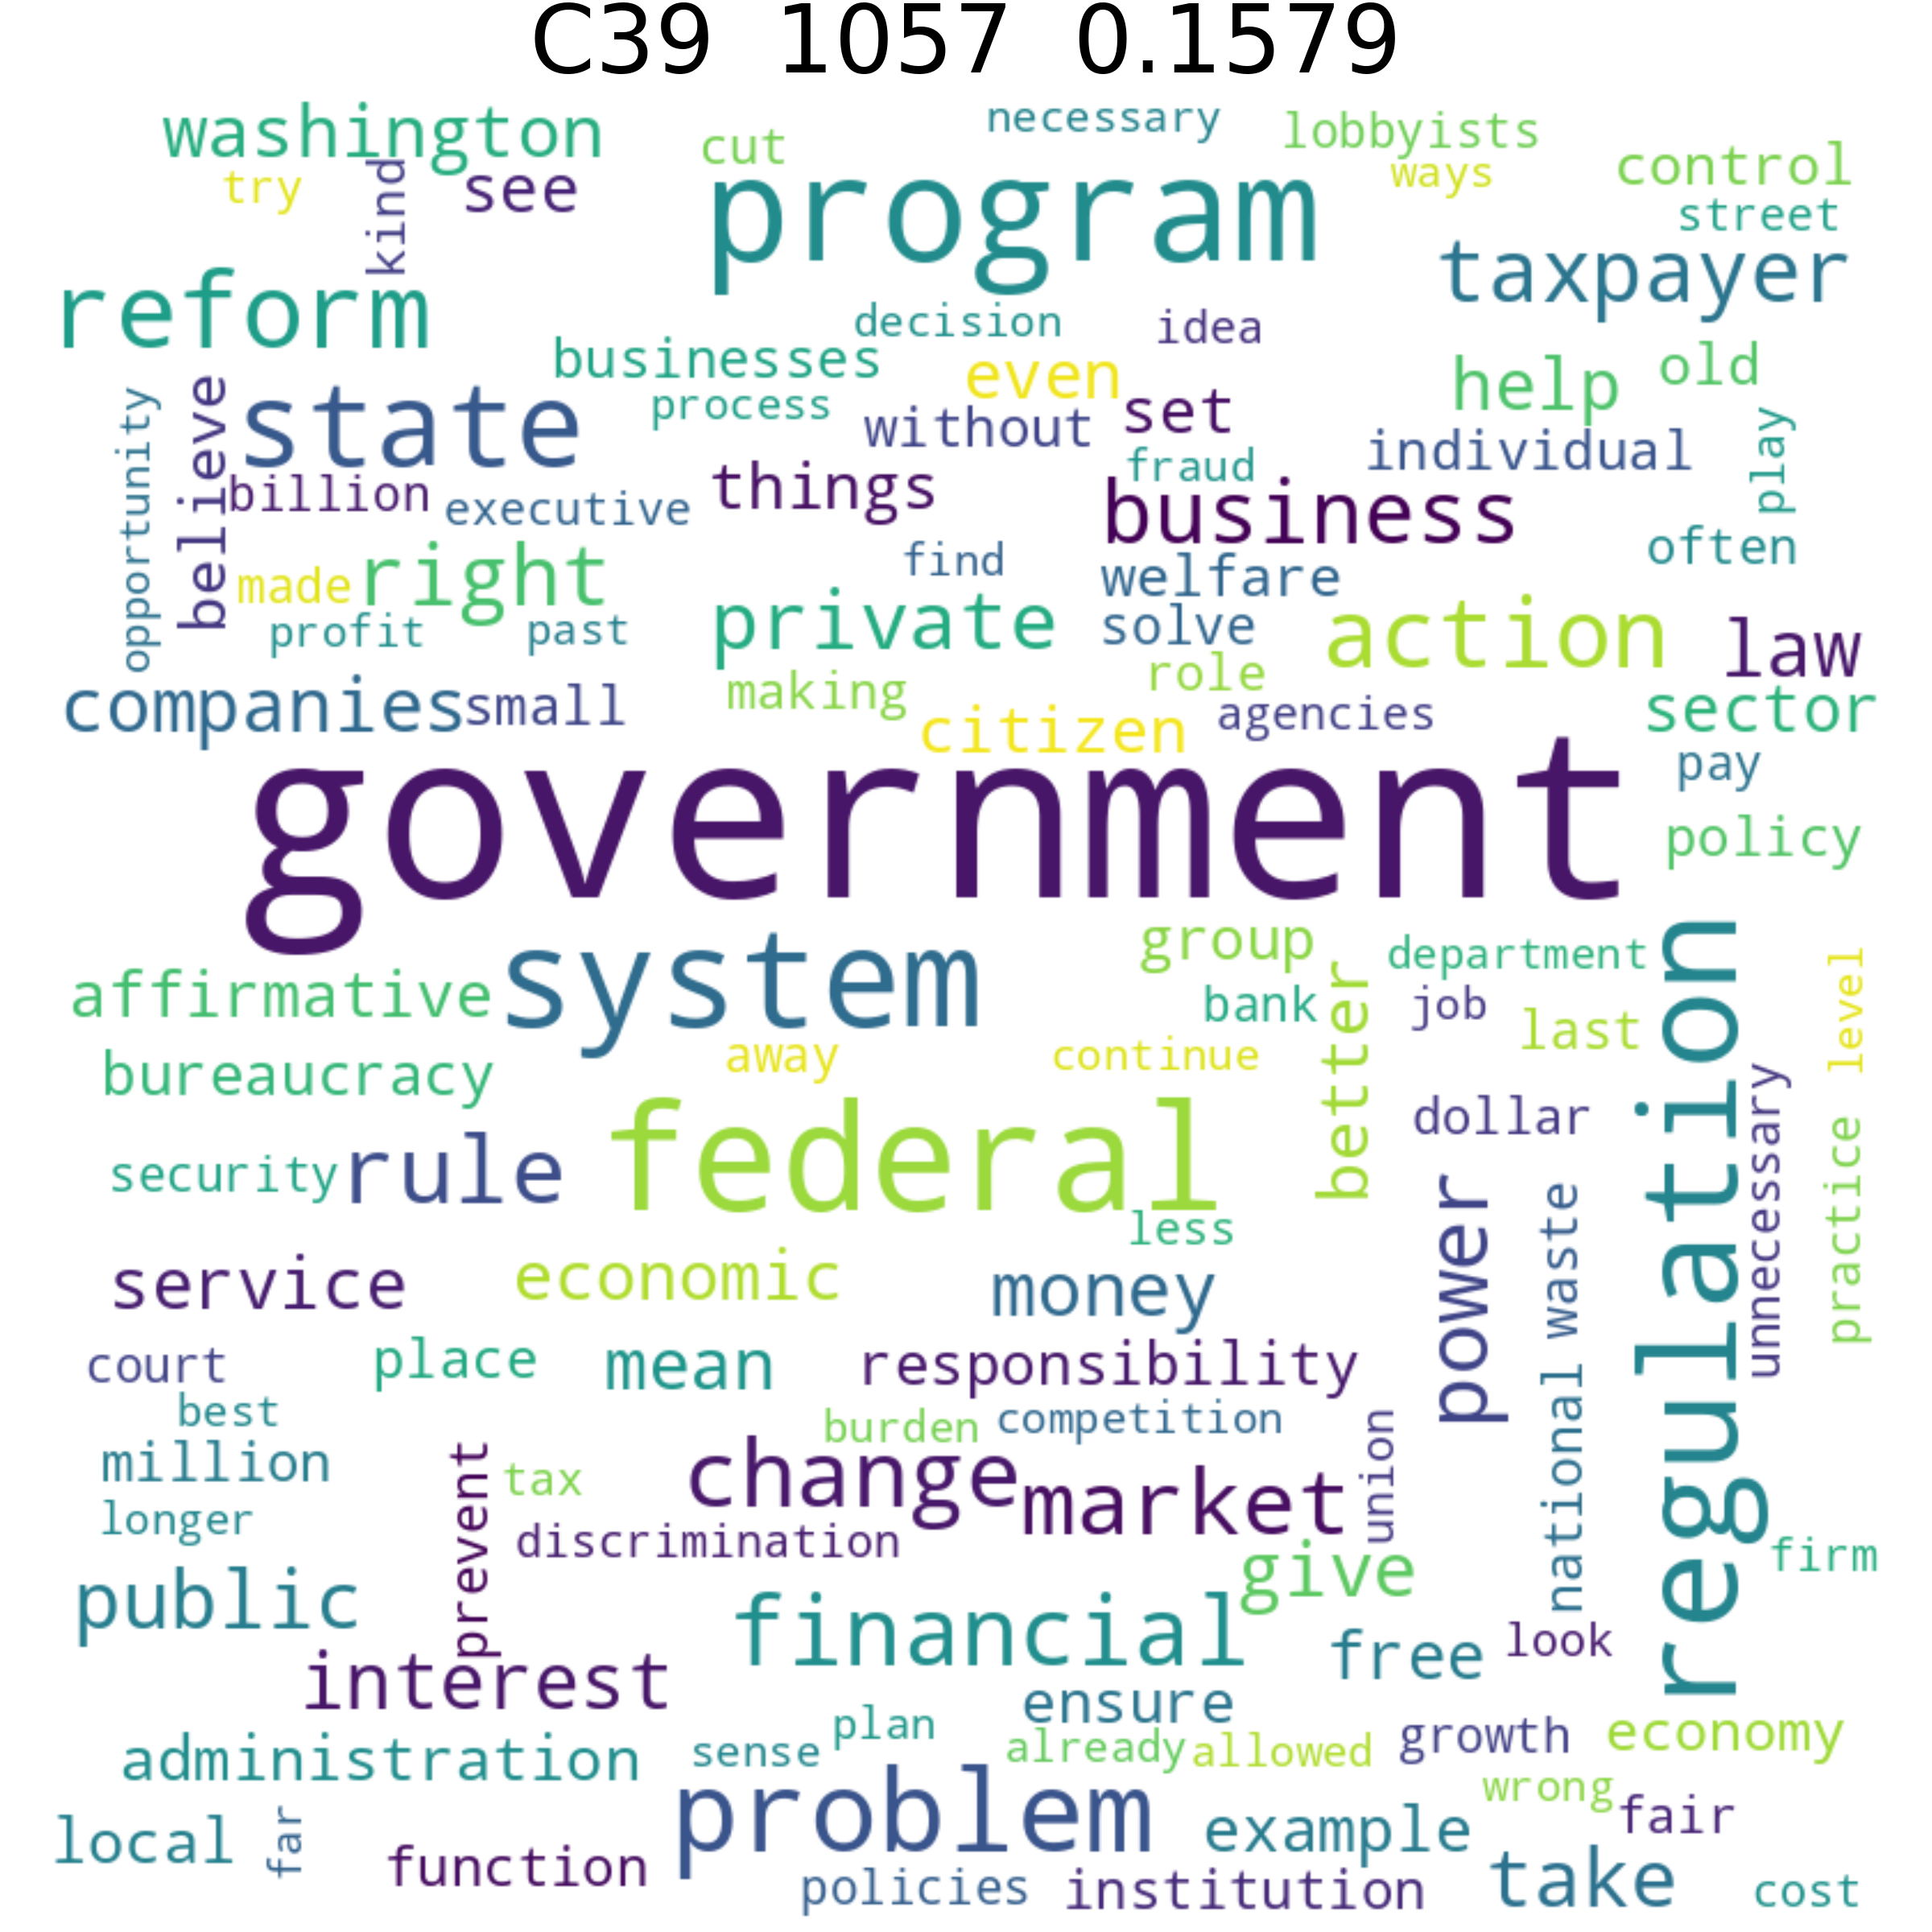 C39 1057 0.1579
washington
cut
necessary
lobbyists
try
kind
see
program
ways
control
street
taxpayer
reform
decision
idea
businesses
even
help
old
opportunity
believe
state
process
without
set
individual
play
billion
executive
things
fraud
business
often
made
right
find
welfare
profit
past
private
solve
action
law
companies
small
making
role
citizen
agencies
sector
pay
government
policy
affirmative
system
group
department
bank
better
job
last
level
regulation
bureaucracy
away
continue
dollar
unnecessary
security
rule
federal
less
power
waste
practice
service
economic
money
court
place
mean
responsibility
national
best
burden
competition
union
million
prevent
tax
change
market
longer
discrimination
give
firm
public
financial
free
look
interest
ensure
administration
sense
plan
already
allowed
growth
economy
problem
wrong
fair
local
far
function
example
policies
institution
take
cost